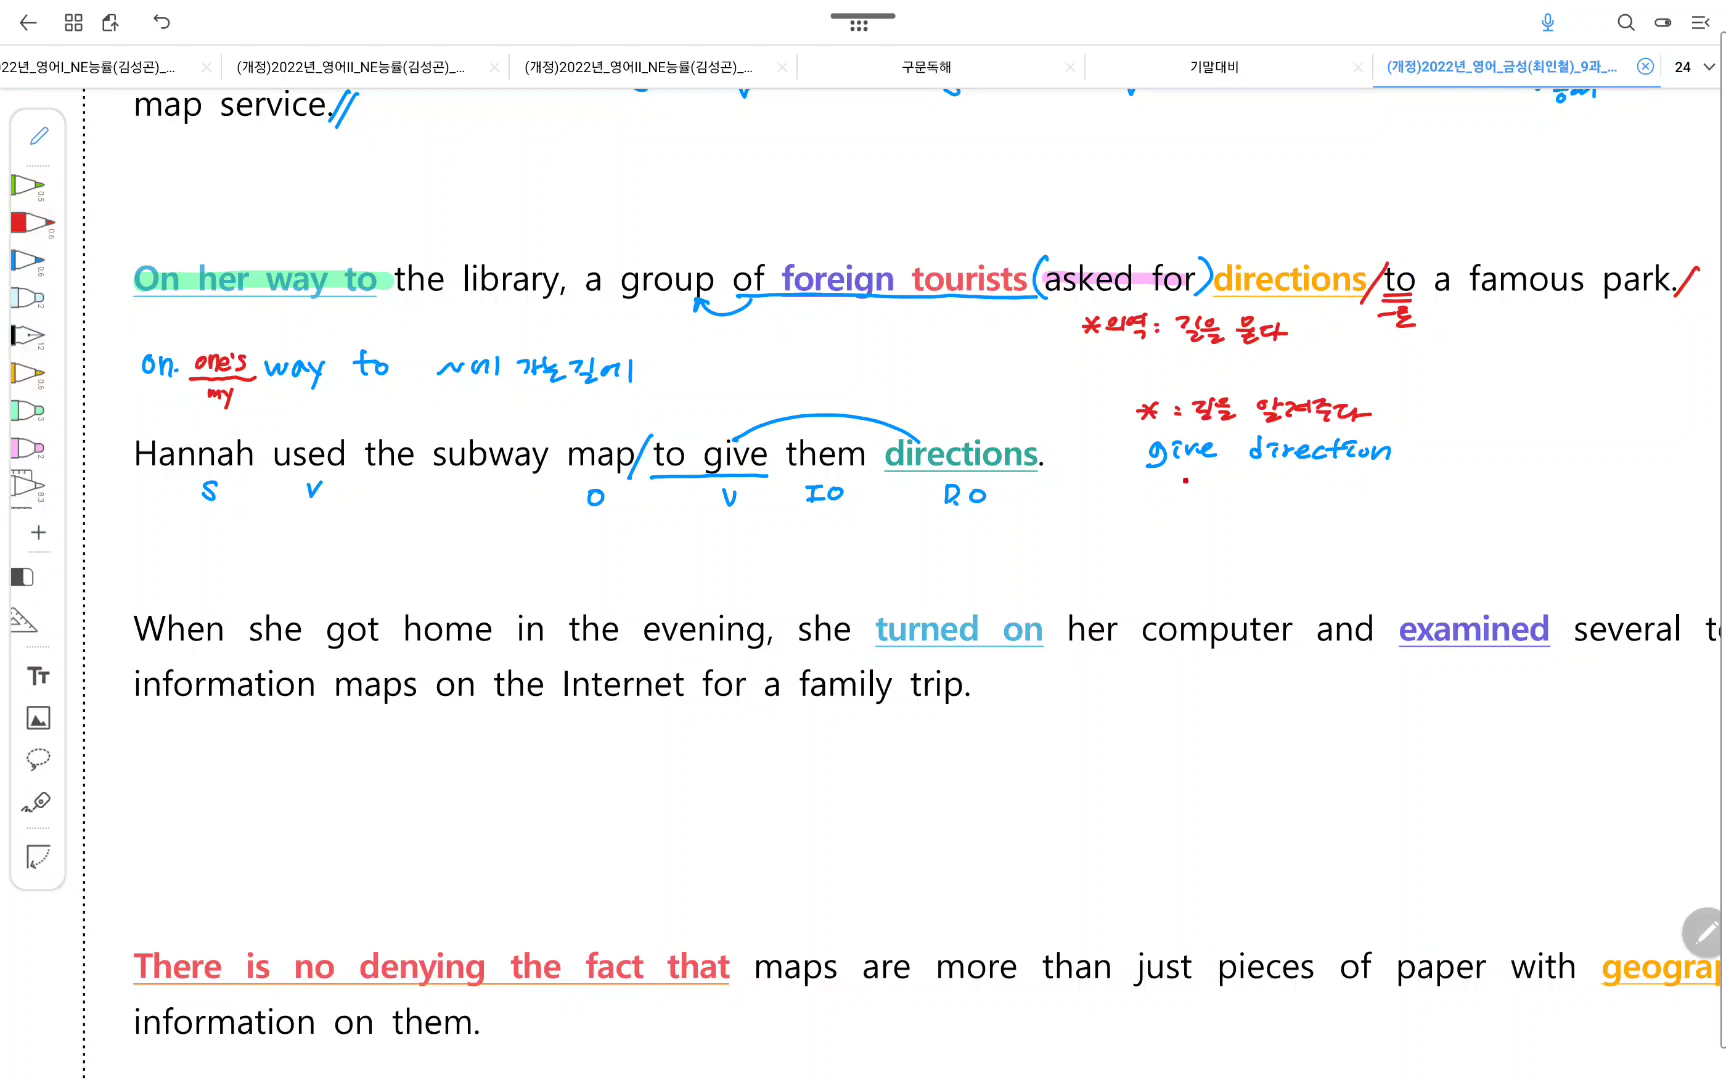 22년_영어I_NE능률(김성곤)_... (개정)2022년_영어II_NE능률(김성곤)_... (개정)2022년_영어II_NE능률(김성곤)_... 구문독해 기말대비 (개정)2022년_영어_금성(최인철)_9과_... 24
map service.
On her way to the library, a group of foreign tourists (asked for) directions / to a famous park. /
*의역: 길을 묻다
on one's way to ~에 가는길에
my
*: 길을 알려주다
Hannah used the subway map / to give them directions.
give direction
S V O V IO D.O
When she got home in the evening, she turned on her computer and examined several
information maps on the Internet for a family trip.
There is no denying the fact that maps are more than just pieces of paper with geograp
information on them.